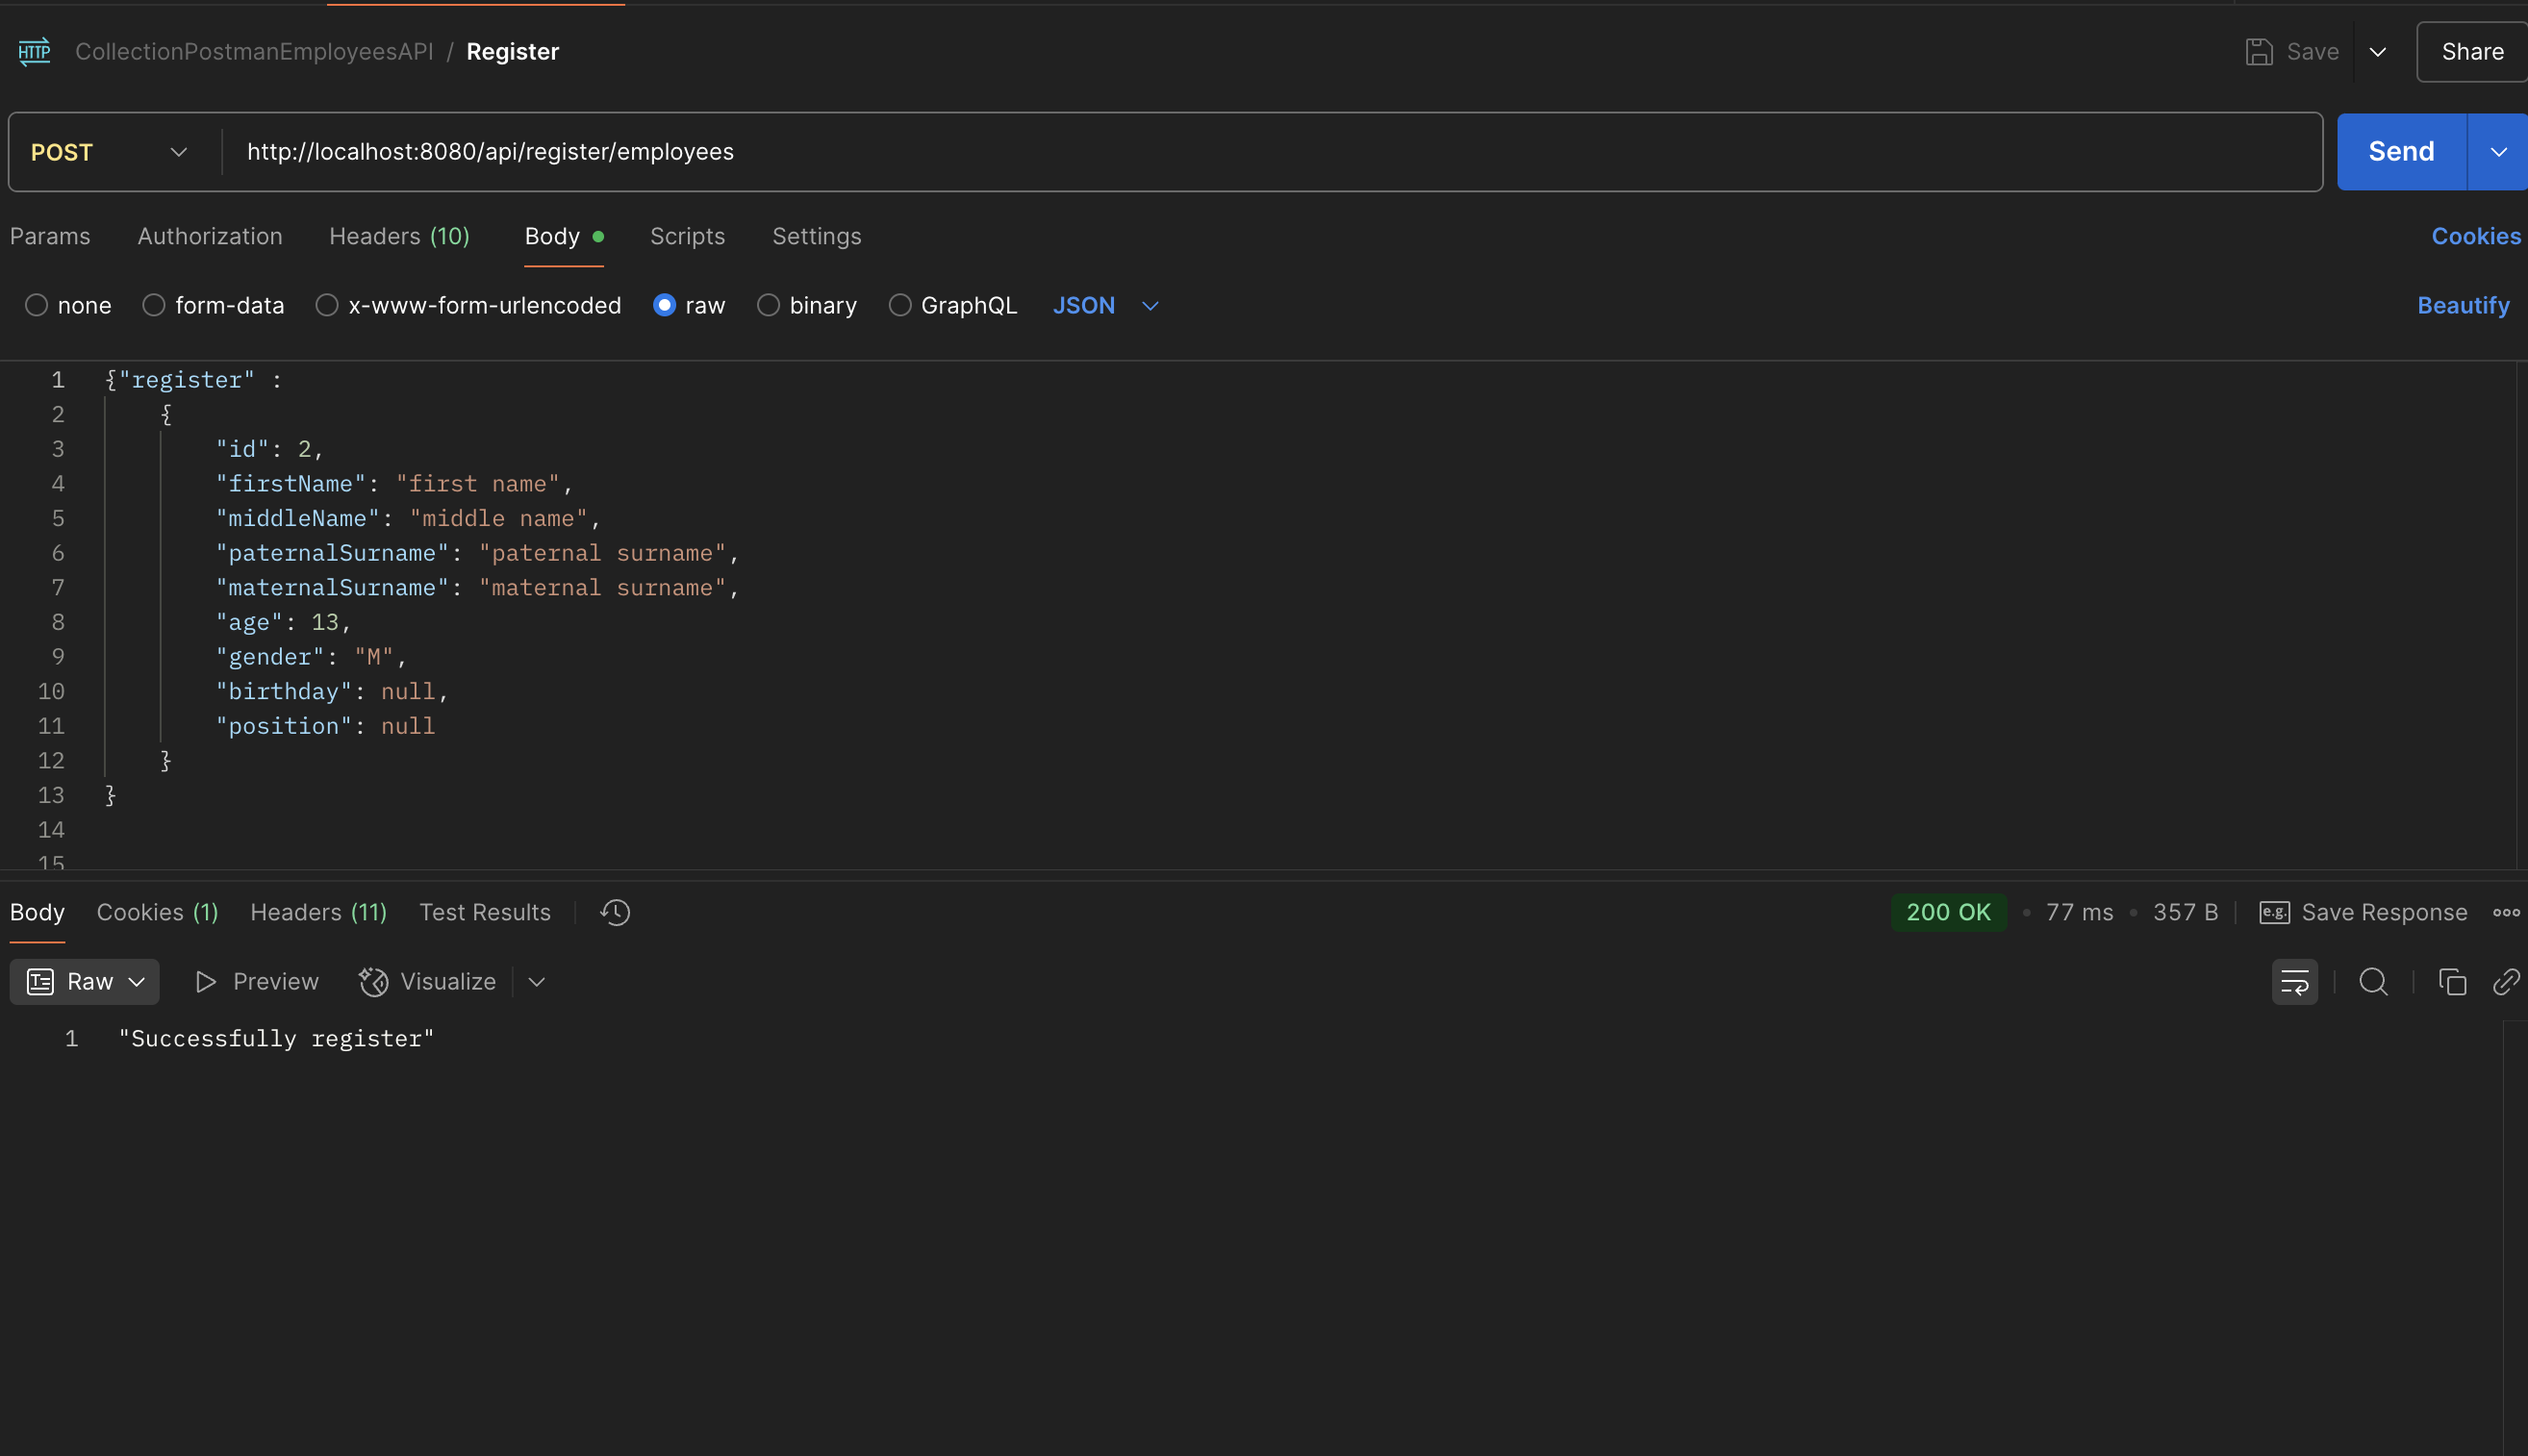 HTTP CollectionPostmanEmployeesAPI / Register Save Share
POST http://localhost:8080/api/register/employees Send
Params Authorization Headers (10) Body Scripts Settings Cookies
none form-data x-www-form-urlencoded raw binary GraphQL JSON Beautify
1 {"register" :
2 {
3 "id": 2,
4 "firstName": "first name",
5 "middleName": "middle name",
6 "paternalSurname": "paternal surname",
7 "maternalSurname": "maternal surname",
8 "age": 13,
9 "gender": "M",
10 "birthday": null,
11 "position": null
12 }
13 }
14
15
Body Cookies (1) Headers (11) Test Results 200 OK • 77 ms • 357 B e.g. Save Response
Raw Preview Visualize
1 "Successfully register"